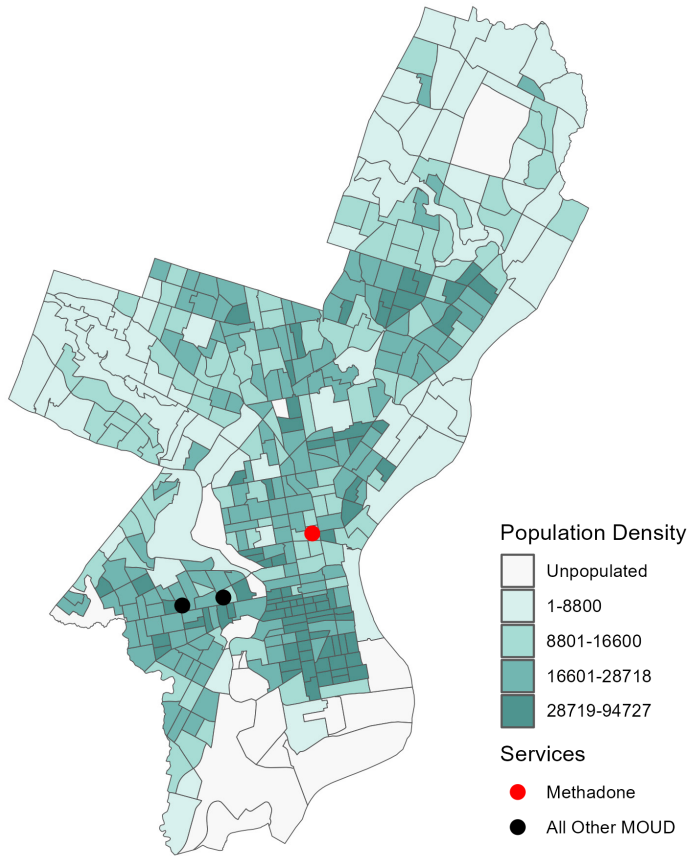 Population Density
Unpopulated
1-8800
8801-16600
16601-28718
28719-94727
Services
Methadone
All Other MOUD